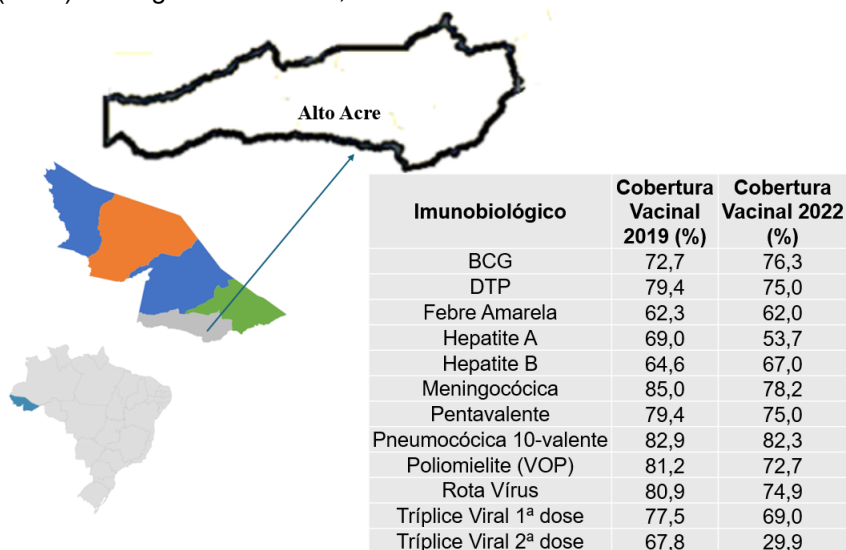 Alto Acre
Imunobiológico Cobertura Vacinal 2019 (%) Cobertura Vacinal 2022 (%)
BCG 72,7 76,3
DTP 79,4 75,0
Febre Amarela 62,3 62,0
Hepatite A 69,0 53,7
Hepatite B 64,6 67,0
Meningocócica 85,0 78,2
Pentavalente 79,4 75,0
Pneumocócica 10-valente 82,9 82,3
Poliomielite (VOP) 81,2 72,7
Rota Vírus 80,9 74,9
Tríplice Viral 1ª dose 77,5 69,0
Tríplice Viral 2ª dose 67,8 29,9